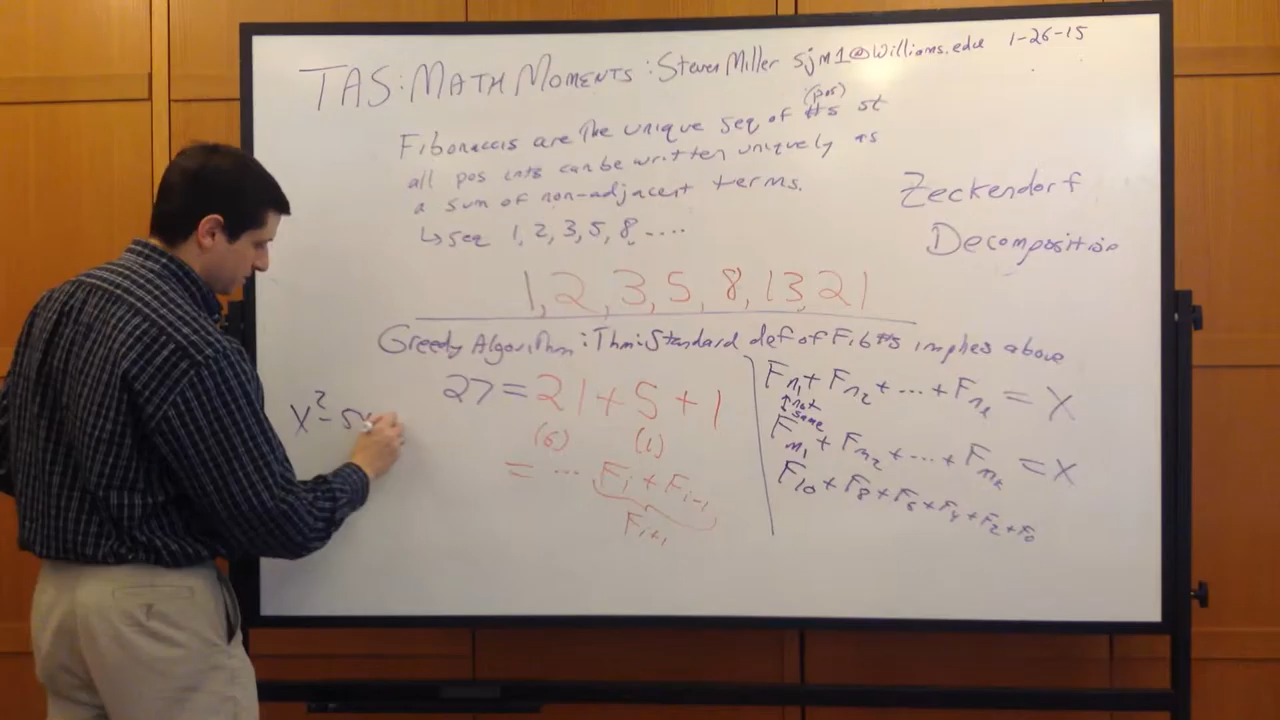 TAS: MATH MOMENTS: Steven Miller sjm1@williams.edu 1-26-15
(pos)
Fibonaccis are the unique seq of #s st
all pos ints can be written uniquely as
a sum of non-adjacent terms.
↳ seq 1, 2, 3, 5, 8, ....
Zeckendorf
Decomposition
1, 2, 3, 5, 8, 13, 21
Greedy Algorithm: Thm: Standard def of Fib #s implies above
27 = 21 + 5 + 1
(6) (1)
= ... Fi + Fi-1
Fi+1
Fn1 + Fn2 + ... + Fnl = X
↑ not
same
Fm1 + Fm2 + ... + Fmk = X
F10 + F8 + F6 + F4 + F2 + F0
x² - 5